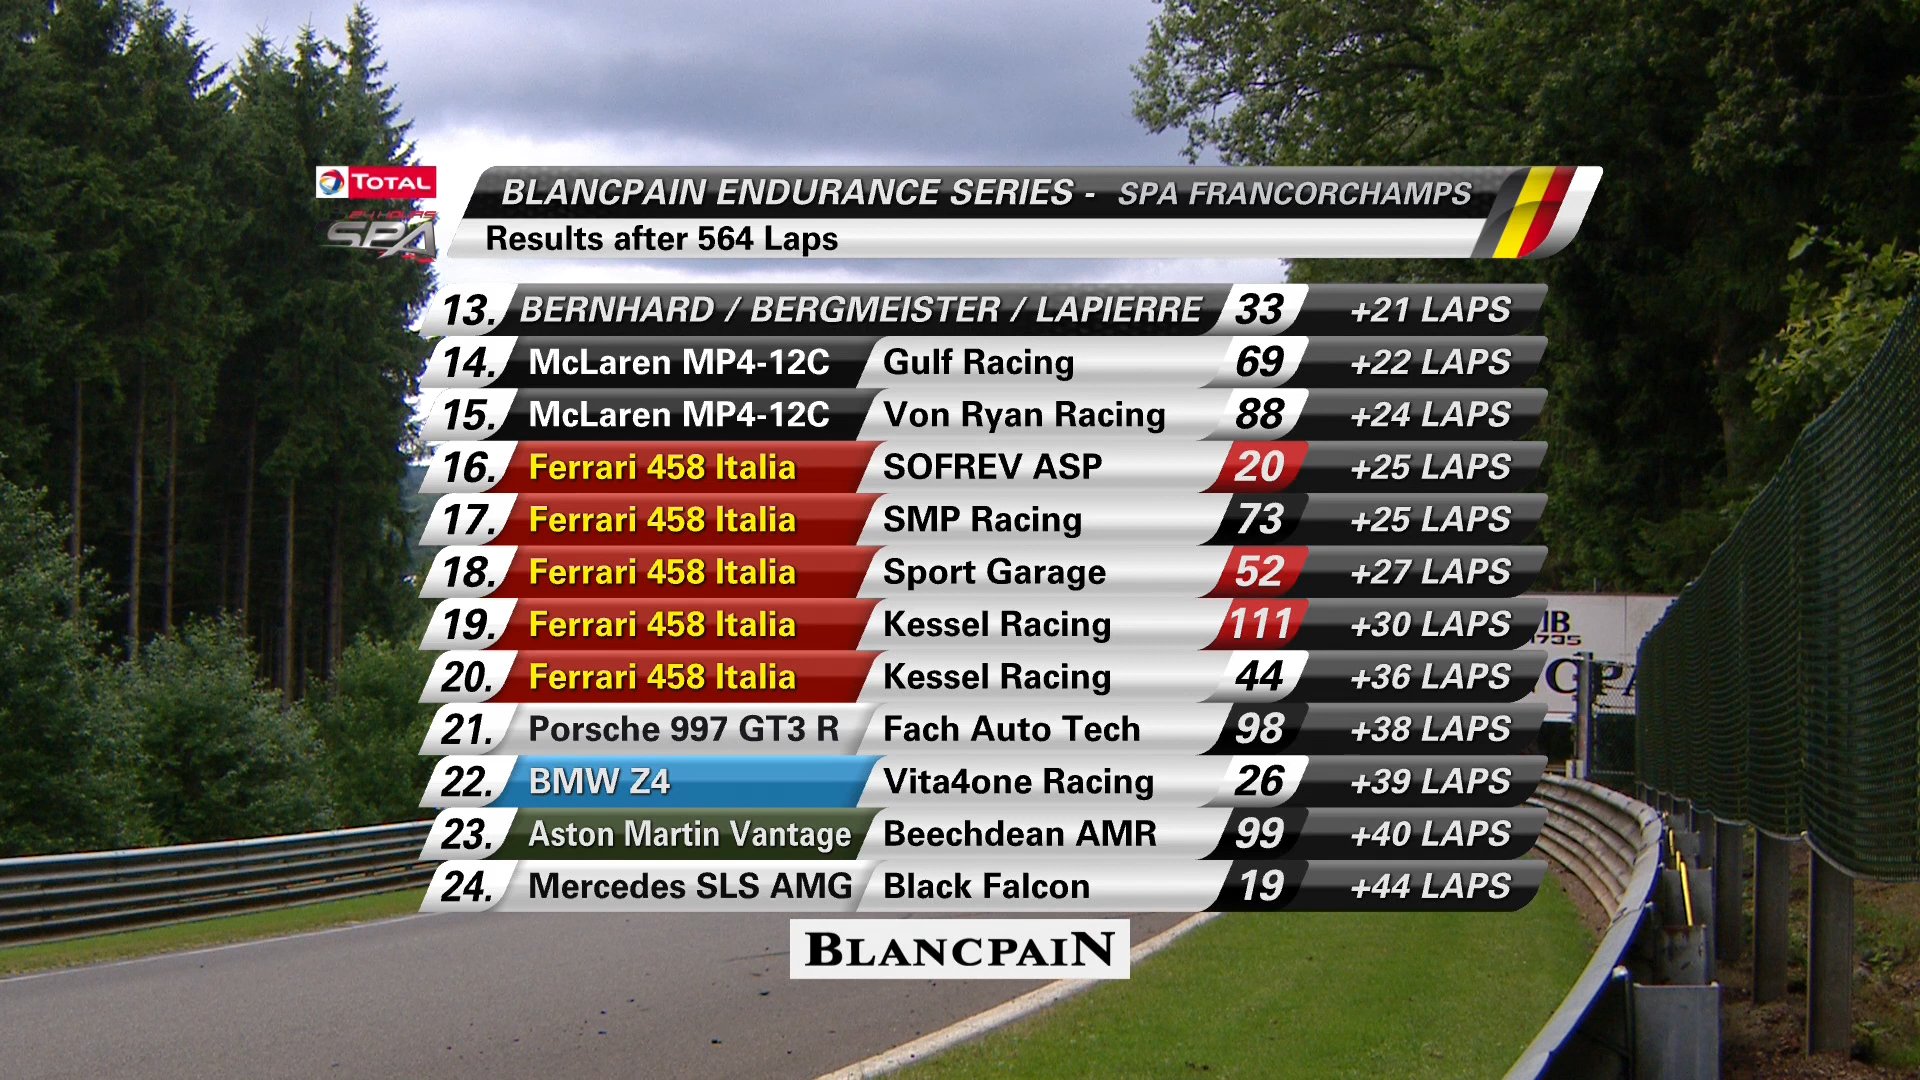 TOTAL
24 HOURS
SPA
BLANCPAIN ENDURANCE SERIES - SPA FRANCORCHAMPS
Results after 564 Laps
13. BERNHARD / BERGMEISTER / LAPIERRE 33 +21 LAPS
14. McLaren MP4-12C Gulf Racing 69 +22 LAPS
15. McLaren MP4-12C Von Ryan Racing 88 +24 LAPS
16. Ferrari 458 Italia SOFREV ASP 20 +25 LAPS
17. Ferrari 458 Italia SMP Racing 73 +25 LAPS
18. Ferrari 458 Italia Sport Garage 52 +27 LAPS
19. Ferrari 458 Italia Kessel Racing 111 +30 LAPS
20. Ferrari 458 Italia Kessel Racing 44 +36 LAPS
21. Porsche 997 GT3 R Fach Auto Tech 98 +38 LAPS
22. BMW Z4 Vita4one Racing 26 +39 LAPS
23. Aston Martin Vantage Beechdean AMR 99 +40 LAPS
24. Mercedes SLS AMG Black Falcon 19 +44 LAPS
BLANCPAIN